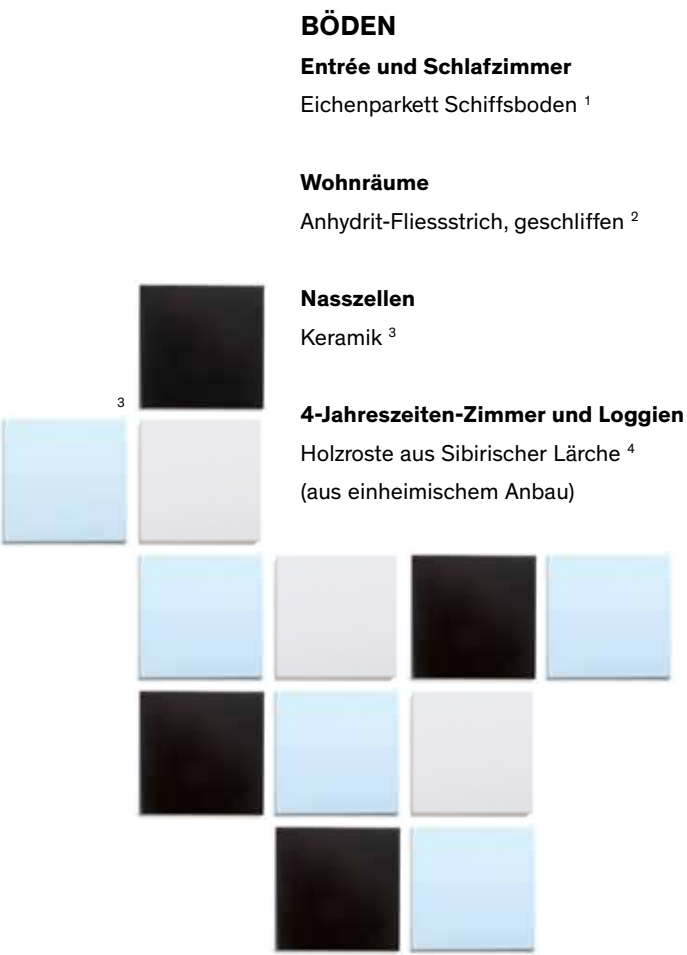 BÖDEN
Entrée und Schlafzimmer
Eichenparkett Schiffsboden ¹
Wohnräume
Anhydrit-Fliessstrich, geschliffen ²
Nasszellen
Keramik ³
3
4-Jahreszeiten-Zimmer und Loggien
Holzroste aus Sibirischer Lärche ⁴
(aus einheimischem Anbau)